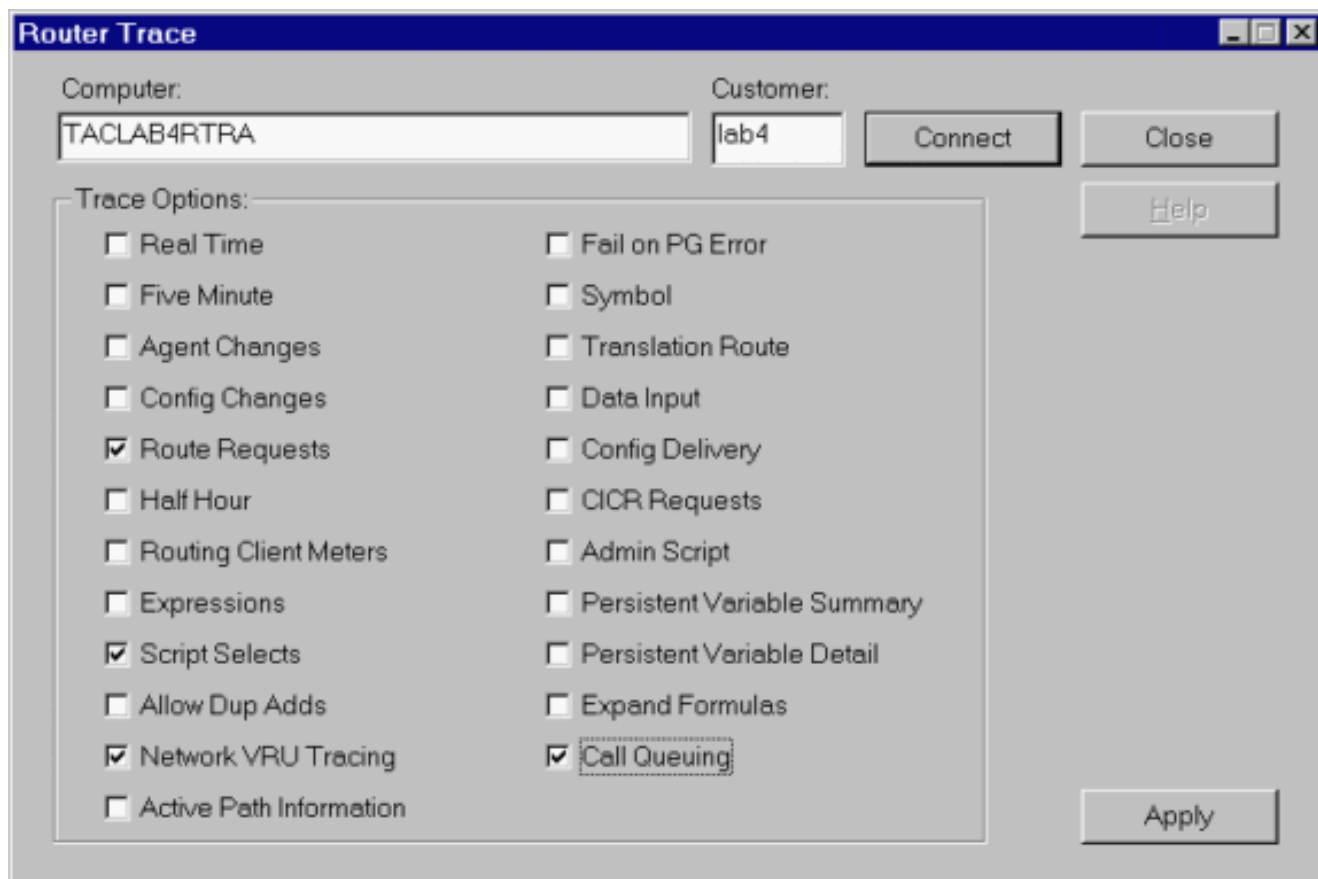 Router Trace
Computer: Customer:
TACLAB4RTRA lab4 Connect Close
Help
Trace Options:
Real Time Fail on PG Error
Five Minute Symbol
Agent Changes Translation Route
Config Changes Data Input
Route Requests Config Delivery
Half Hour CICR Requests
Routing Client Meters Admin Script
Expressions Persistent Variable Summary
Script Selects Persistent Variable Detail
Allow Dup Adds Expand Formulas
Network VRU Tracing Call Queuing
Active Path Information
Apply